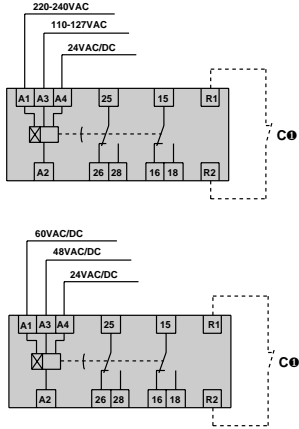 220-240VAC
110-127VAC
24VAC/DC
A1 A3 A4 25 15 R1
C❶
A2 26 28 16 18 R2
60VAC/DC
48VAC/DC
24VAC/DC
A1 A3 A4 25 15 R1
C❶
A2 26 28 16 18 R2